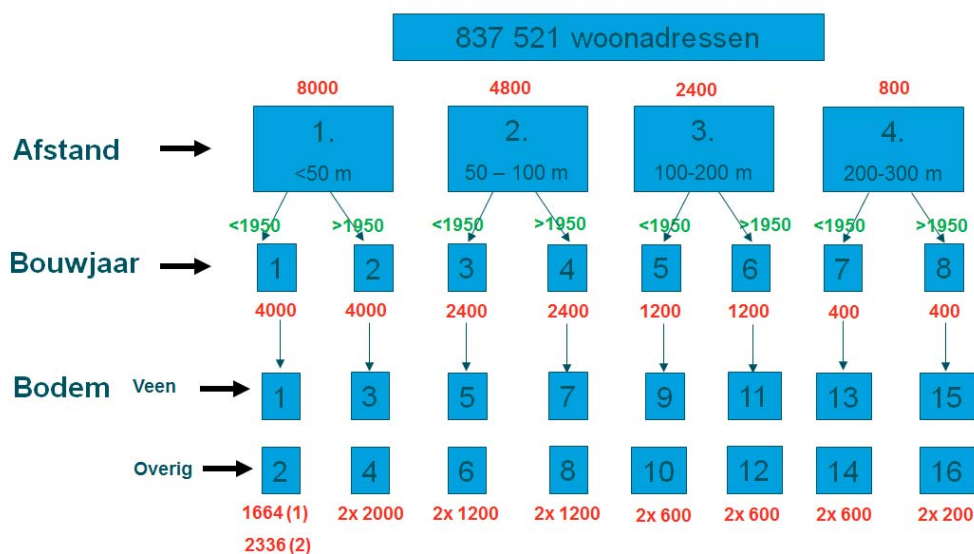 837 521 woonadressen
8000 4800 2400 800
Afstand
1. 2. 3. 4.
<50 m 50 – 100 m 100-200 m 200-300 m
<1950 >1950 <1950 >1950 <1950 >1950 <1950 >1950
Bouwjaar 1 2 3 4 5 6 7 8
4000 4000 2400 2400 1200 1200 400 400
Bodem Veen 1 3 5 7 9 11 13 15
Overig 2 4 6 8 10 12 14 16
1664 (1) 2x 2000 2x 1200 2x 1200 2x 600 2x 600 2x 600 2x 200
2336 (2)